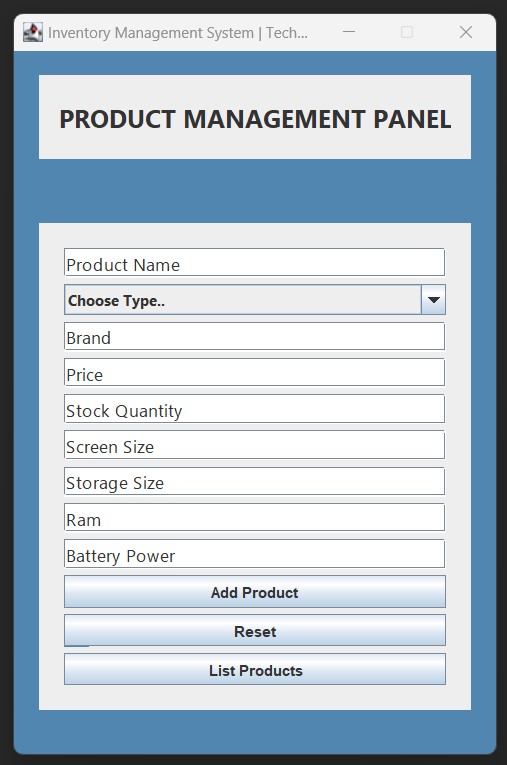 Inventory Management System | Tech...
PRODUCT MANAGEMENT PANEL
Product Name
Choose Type..
Brand
Price
Stock Quantity
Screen Size
Storage Size
Ram
Battery Power
Add Product
Reset
List Products